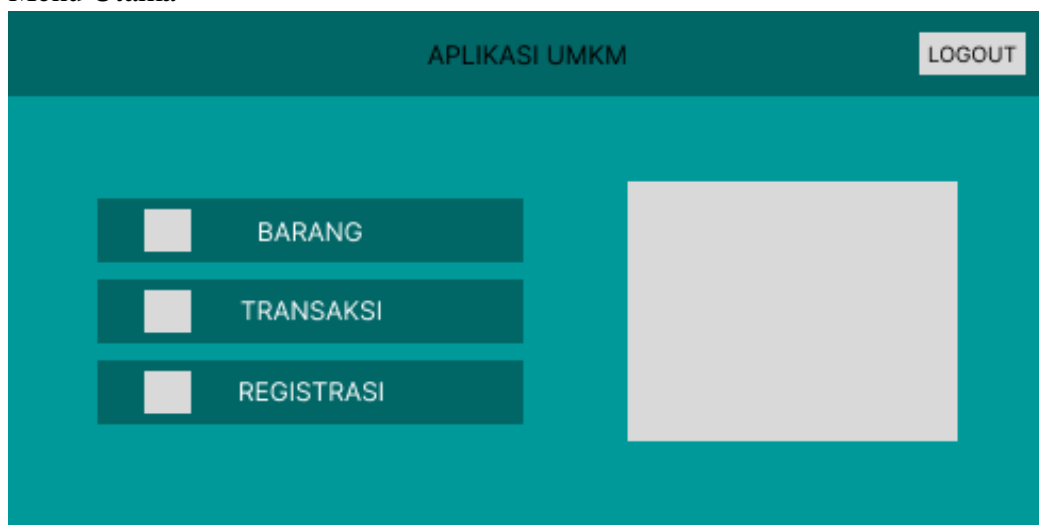 APLIKASI UMKM
LOGOUT
BARANG
TRANSAKSI
REGISTRASI